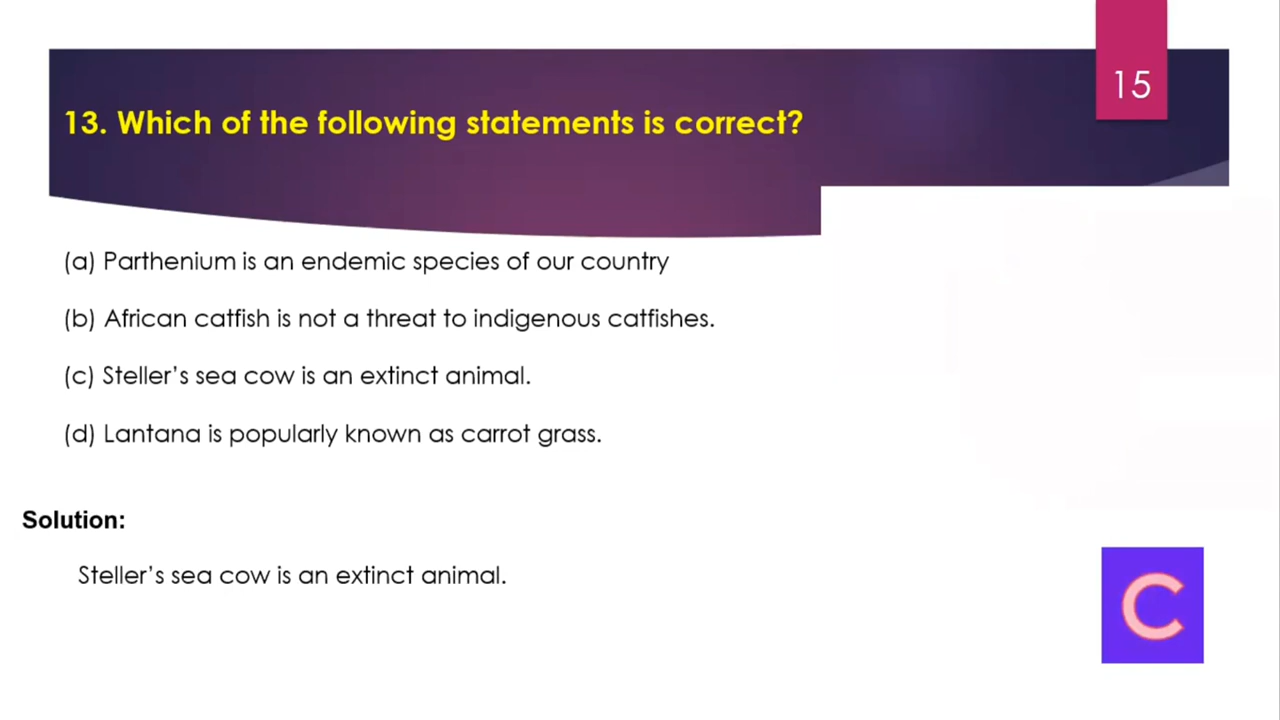 15
13. Which of the following statements is correct?
(a) Parthenium is an endemic species of our country
(b) African catfish is not a threat to indigenous catfishes.
(c) Steller’s sea cow is an extinct animal.
(d) Lantana is popularly known as carrot grass.
Solution:
Steller’s sea cow is an extinct animal.
C